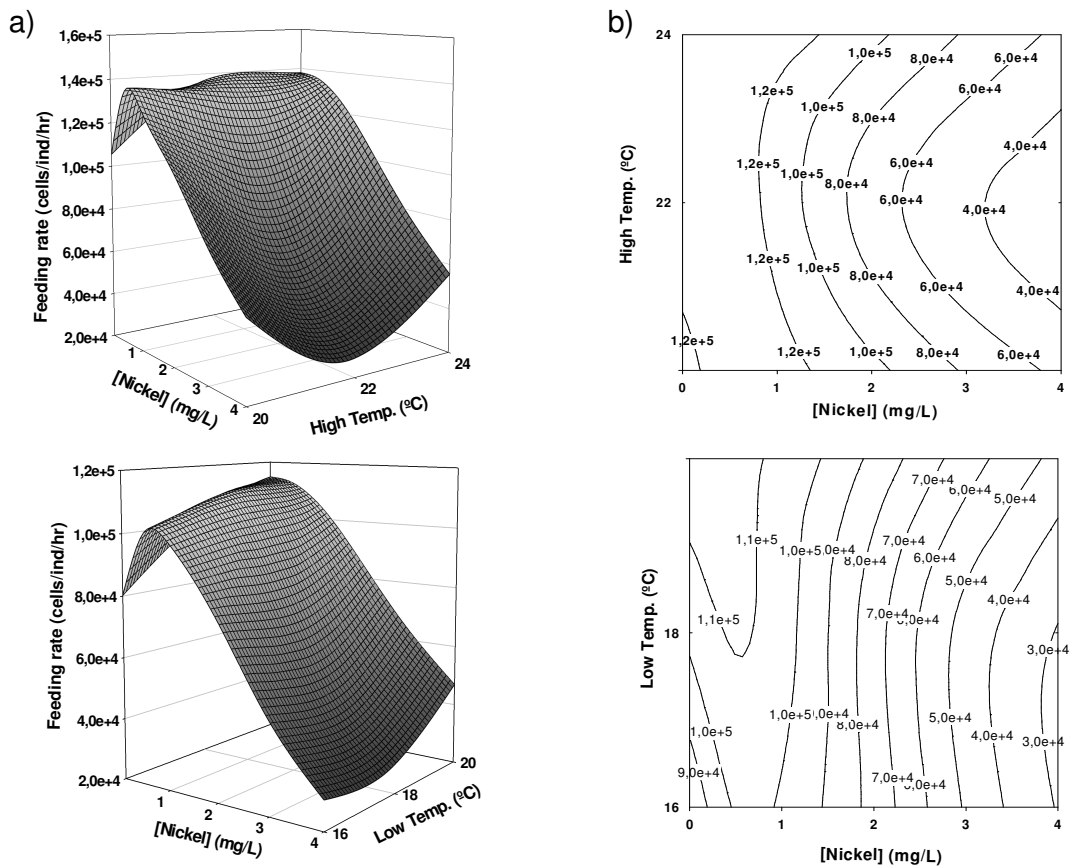 a)
1,6e+5
1,4e+5
1,2e+5
1,0e+5
8,0e+4
6,0e+4
4,0e+4
2,0e+4
Feeding rate (cells/ind/hr)
1
2
3
4
[Nickel] (mg/L)
20
22
24
High Temp. (ºC)
b)
24
22
High Temp. (ºC)
1,0e+5
8,0e+4
6,0e+4
1,2e+5
1,0e+5
8,0e+4
6,0e+4
4,0e+4
1,2e+5
1,0e+5
8,0e+4
6,0e+4
4,0e+4
1,2e+5
1,0e+5
8,0e+4
6,0e+4
4,0e+4
1,2e+5
1,2e+5
1,0e+5
8,0e+4
6,0e+4
0
1
2
3
4
[Nickel] (mg/L)
1,2e+5
1,0e+5
8,0e+4
6,0e+4
4,0e+4
2,0e+4
Feeding rate (cells/ind/hr)
1
2
3
4
[Nickel] (mg/L)
16
18
20
Low Temp. (ºC)
18
16
Low Temp. (ºC)
7,0e+4
6,0e+4
5,0e+4
1,1e+5
1,0e+5
8,0e+4
7,0e+4
6,0e+4
5,0e+4
4,0e+4
1,1e+5
7,0e+4
3,0e+4
1,0e+5
1,0e+5
8,0e+4
5,0e+4
4,0e+4
3,0e+4
9,0e+4
7,0e+4
0
1
2
3
4
[Nickel] (mg/L)